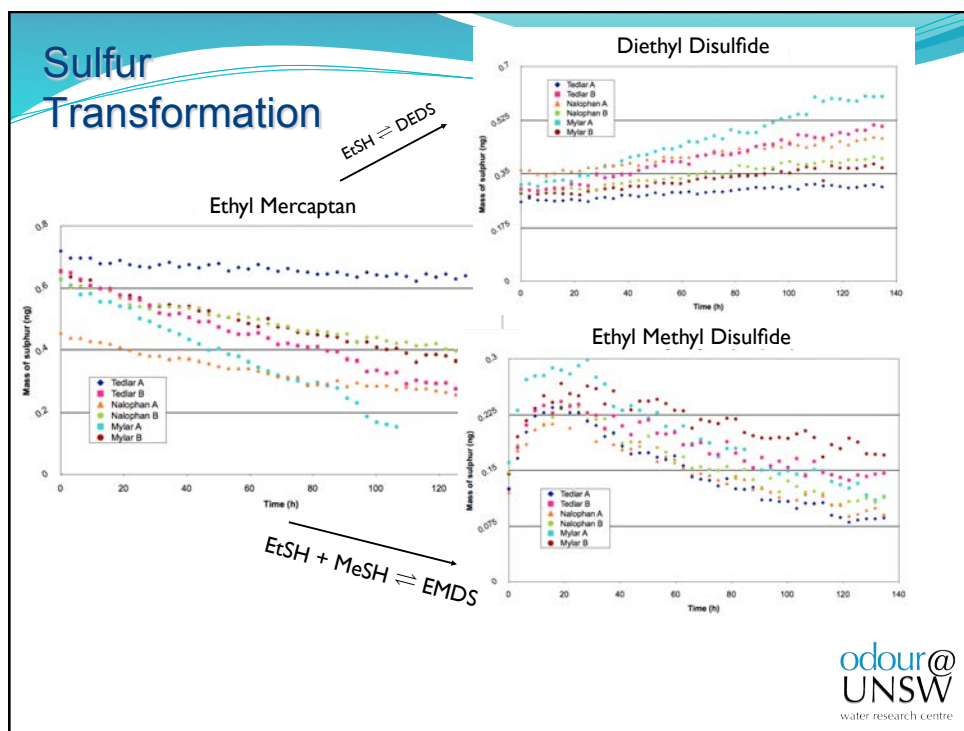 Sulfur
Transformation
EtSH ⇌ DEDS
Diethyl Disulfide
Mass of sulphur (ng)
0.7
0.525
0.35
0.175
0
Tedlar A
Tedlar B
Nalophan A
Nalophan B
Mylar A
Mylar B
0 20 40 60 80 100 120 140
Time (h)
Ethyl Mercaptan
Mass of sulphur (ng)
0.8
0.6
0.4
0.2
0
Tedlar A
Tedlar B
Nalophan A
Nalophan B
Mylar A
Mylar B
0 20 40 60 80 100 120
Time (h)
EtSH + MeSH ⇌ EMDS
Ethyl Methyl Disulfide
Mass of sulphur (ng)
0.3
0.225
0.15
0.075
0
Tedlar A
Tedlar B
Nalophan A
Nalophan B
Mylar A
Mylar B
0 20 40 60 80 100 120 140
Time (h)
odour@
UNSW
water research centre